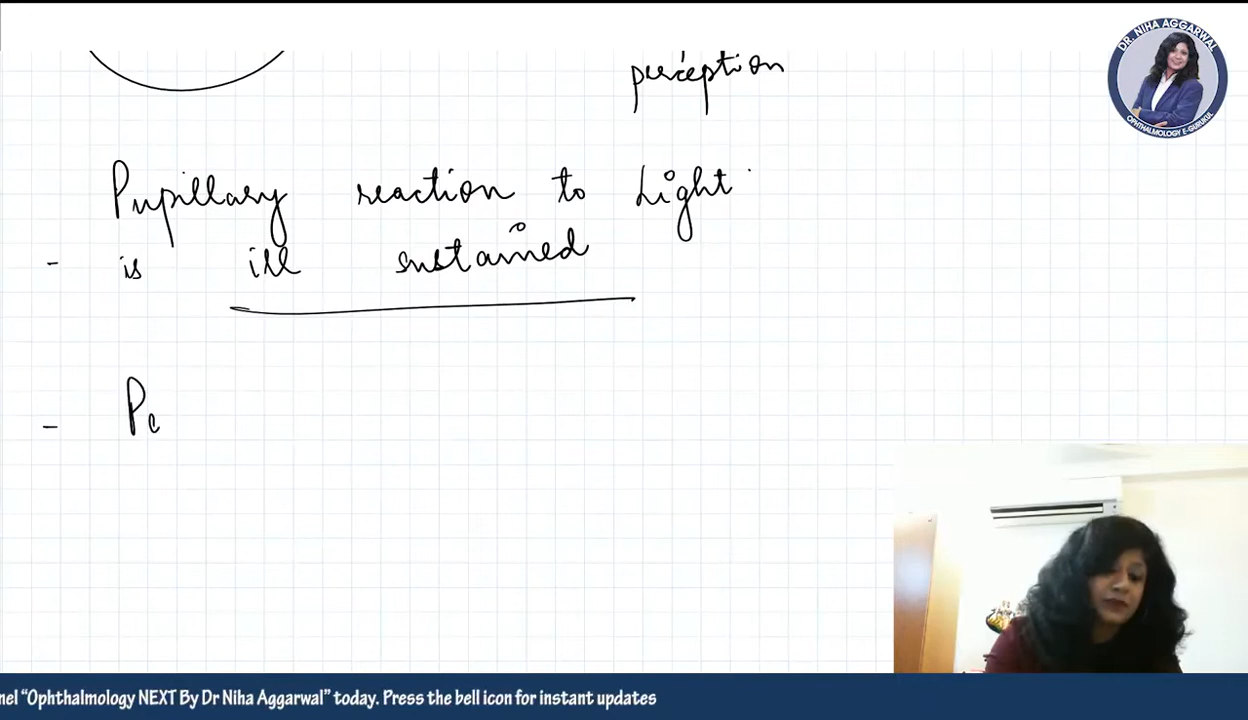 perception
Pupillary reaction to Light
- is ill sustained
- Pe
DR. NIHA AGGARWAL
OPHTHALMOLOGY E-GURUKUL
nel “Ophthalmology NEXT By Dr Niha Aggarwal” today. Press the bell icon for instant updates